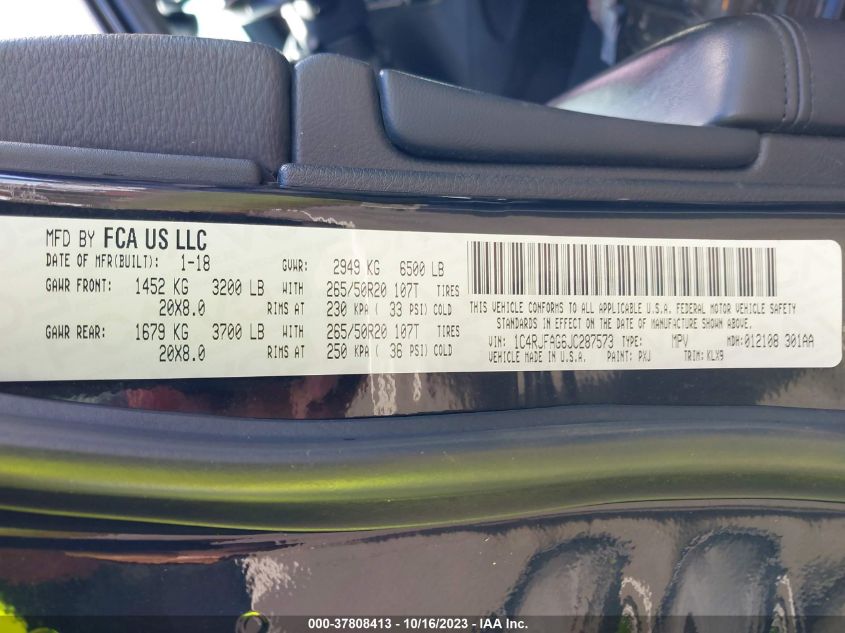 MFD BY FCA US LLC
DATE OF MFR(BUILT): 1-18 GVWR: 2949 KG 6500 LB
GAWR FRONT: 1452 KG 3200 LB WITH 265/50R20 107T TIRES
20X8.0 RIMS AT 230 KPA ( 33 PSI) COLD
GAWR REAR: 1679 KG 3700 LB WITH 265/50R20 107T TIRES
20X8.0 RIMS AT 250 KPA ( 36 PSI) COLD
THIS VEHICLE CONFORMS TO ALL APPLICABLE U.S.A. FEDERAL MOTOR VEHICLE SAFETY
STANDARDS IN EFFECT ON THE DATE OF MANUFACTURE SHOWN ABOVE.
VIN: 1C4RJFAG6JC287573 TYPE: MPV MDH:012108 301AA
VEHICLE MADE IN U.S.A. PAINT: PXJ TRIM: KLX9
000-37808413 - 10/16/2023 - IAA Inc.